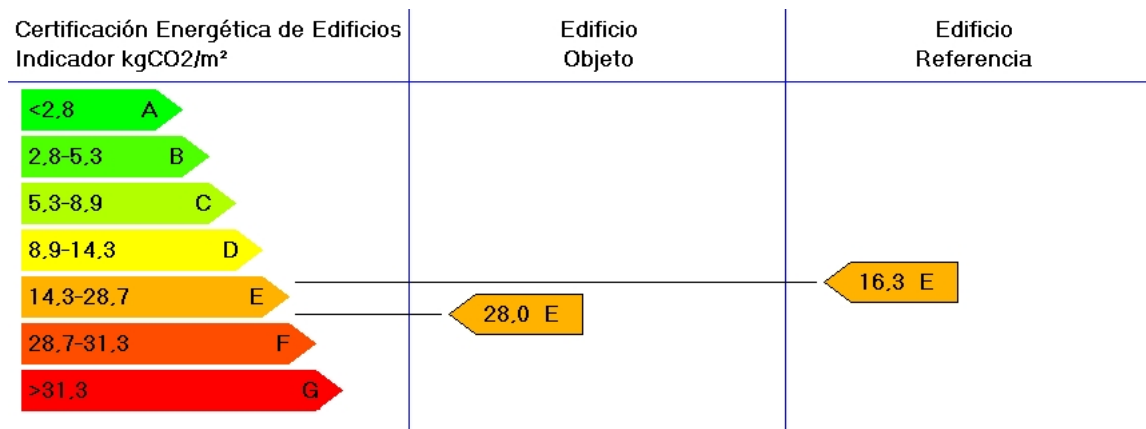 Certificación Energética de Edificios
Indicador kgCO2/m²
Edificio
Objeto
Edificio
Referencia
<2,8 A
2,8-5,3 B
5,3-8,9 C
8,9-14,3 D
14,3-28,7 E
28,7-31,3 F
>31,3 G
28,0 E
16,3 E